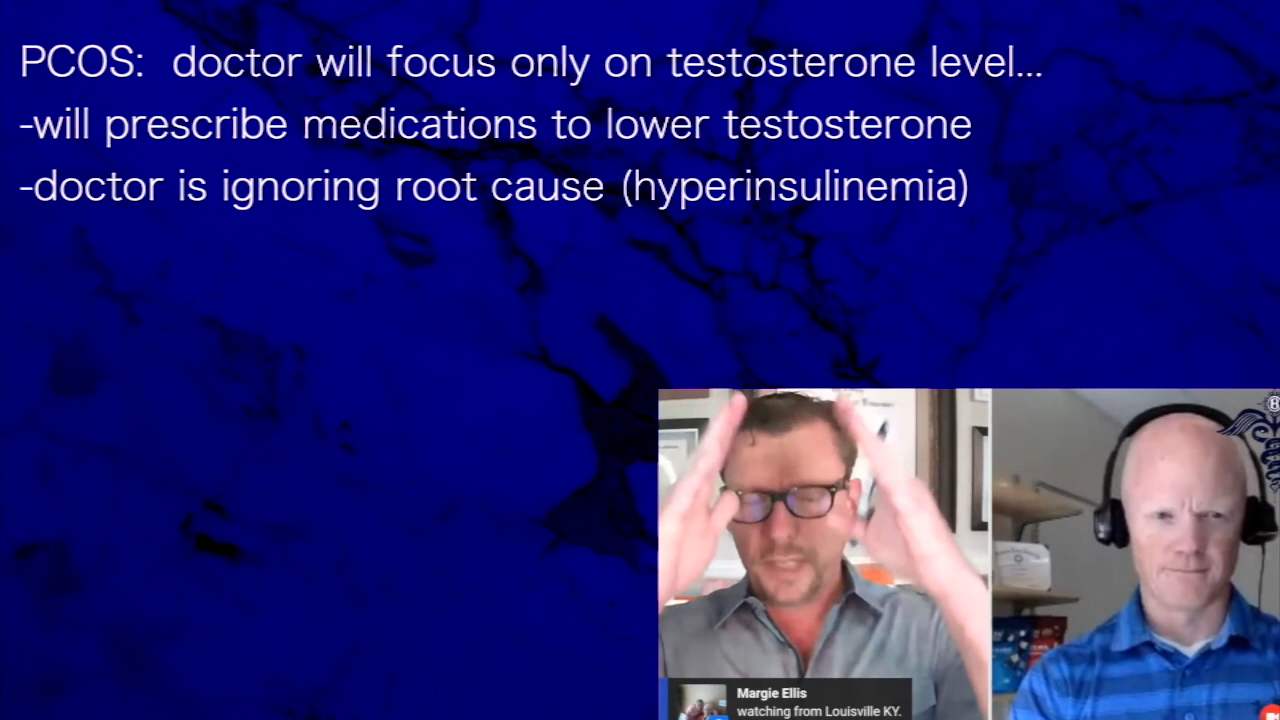 PCOS:  doctor will focus only on testosterone level...
-will prescribe medications to lower testosterone
-doctor is ignoring root cause (hyperinsulinemia)
Margie Ellis
watching from Louisville KY.